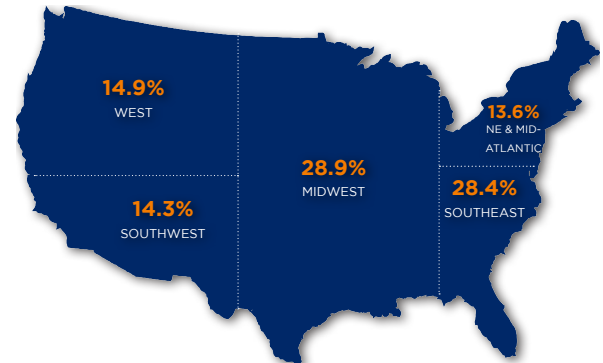 14.9%
WEST
13.6%
NE & MID-
ATLANTIC
28.9%
MIDWEST
28.4%
SOUTHEAST
14.3%
SOUTHWEST